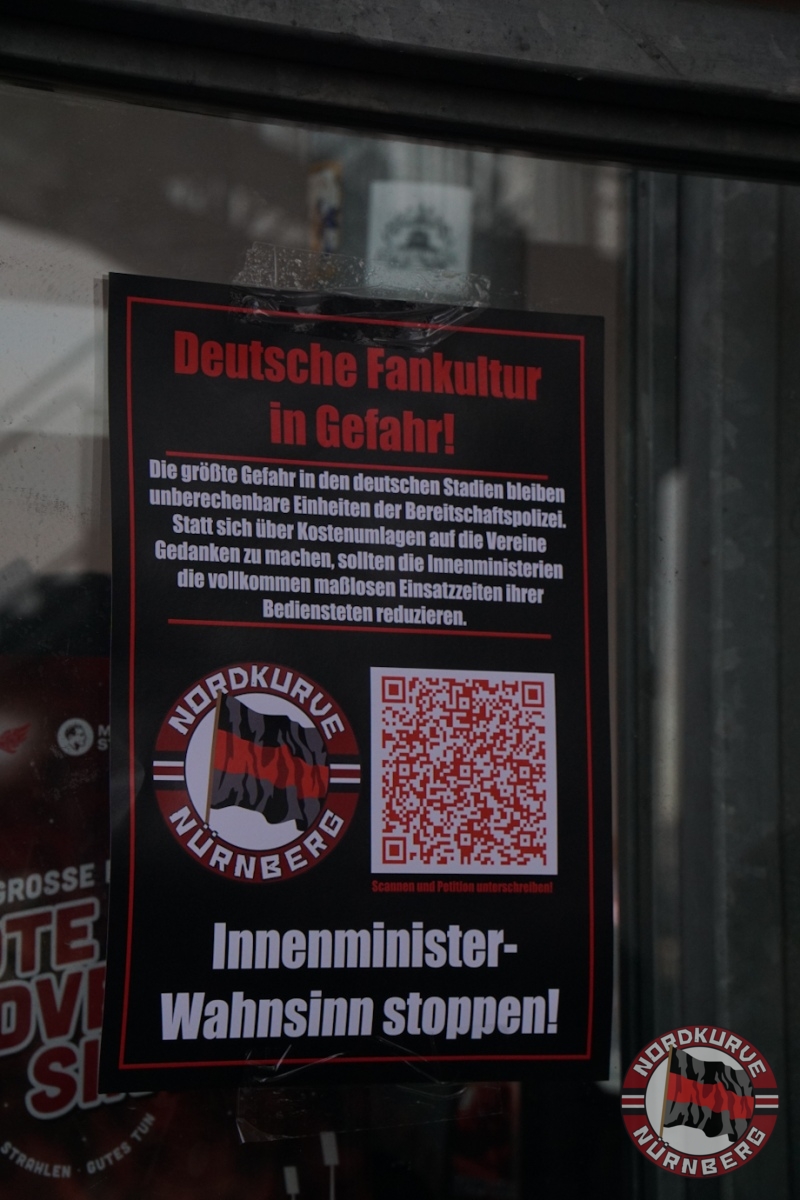 Deutsche Fankultur
in Gefahr!
Die größte Gefahr in den deutschen Stadien bleiben
unberechenbare Einheiten der Bereitschaftspolizei.
Statt sich über Kostenumlagen auf die Vereine
Gedanken zu machen, sollten die Innenministerien
die vollkommen maßlosen Einsatzzeiten ihrer
Bediensteten reduzieren.
NORDKURVE
NÜRNBERG
Scannen und Petition unterschreiben!
Innenminister-
Wahnsinn stoppen!
GROSSE
STRAHLEN · GUTES TUN
NORDKURVE
NÜRNBERG